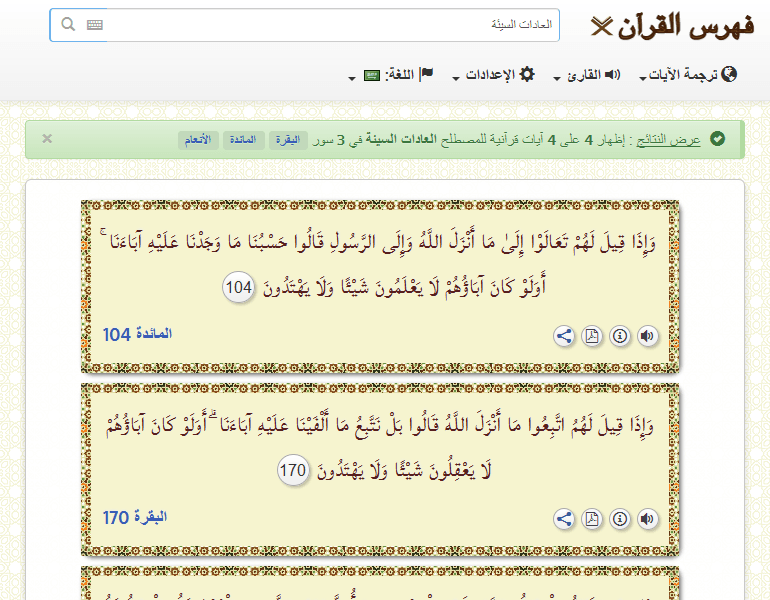 فهرس القرآن
العادات السيئة
ترجمة الآيات
القارئ
الإعدادات
اللغة:
عرض النتائج : إظهار 4 على 4 آيات قرآنية للمصطلح العادات السيئة في 3 سور البقرة المائدة الأنعام ×
وَإِذَا قِيلَ لَهُمْ تَعَالَوْا إِلَىٰ مَا أَنْزَلَ اللَّهُ وَإِلَى الرَّسُولِ قَالُوا حَسْبُنَا مَا وَجَدْنَا عَلَيْهِ آبَاءَنَا ۚ
أَوَلَوْ كَانَ آبَاؤُهُمْ لَا يَعْلَمُونَ شَيْئًا وَلَا يَهْتَدُونَ 104
المائدة 104
وَإِذَا قِيلَ لَهُمُ اتَّبِعُوا مَا أَنْزَلَ اللَّهُ قَالُوا بَلْ نَتَّبِعُ مَا أَلْفَيْنَا عَلَيْهِ آبَاءَنَا ۗ أَوَلَوْ كَانَ آبَاؤُهُمْ
لَا يَعْقِلُونَ شَيْئًا وَلَا يَهْتَدُونَ 170
البقرة 170